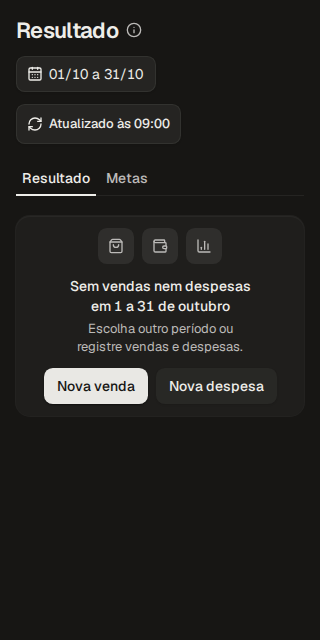 Resultado
01/10 a 31/10
Atualizado às 09:00
Resultado
Metas
Sem vendas nem despesas
em 1 a 31 de outubro
Escolha outro período ou
registre vendas e despesas.
Nova venda
Nova despesa